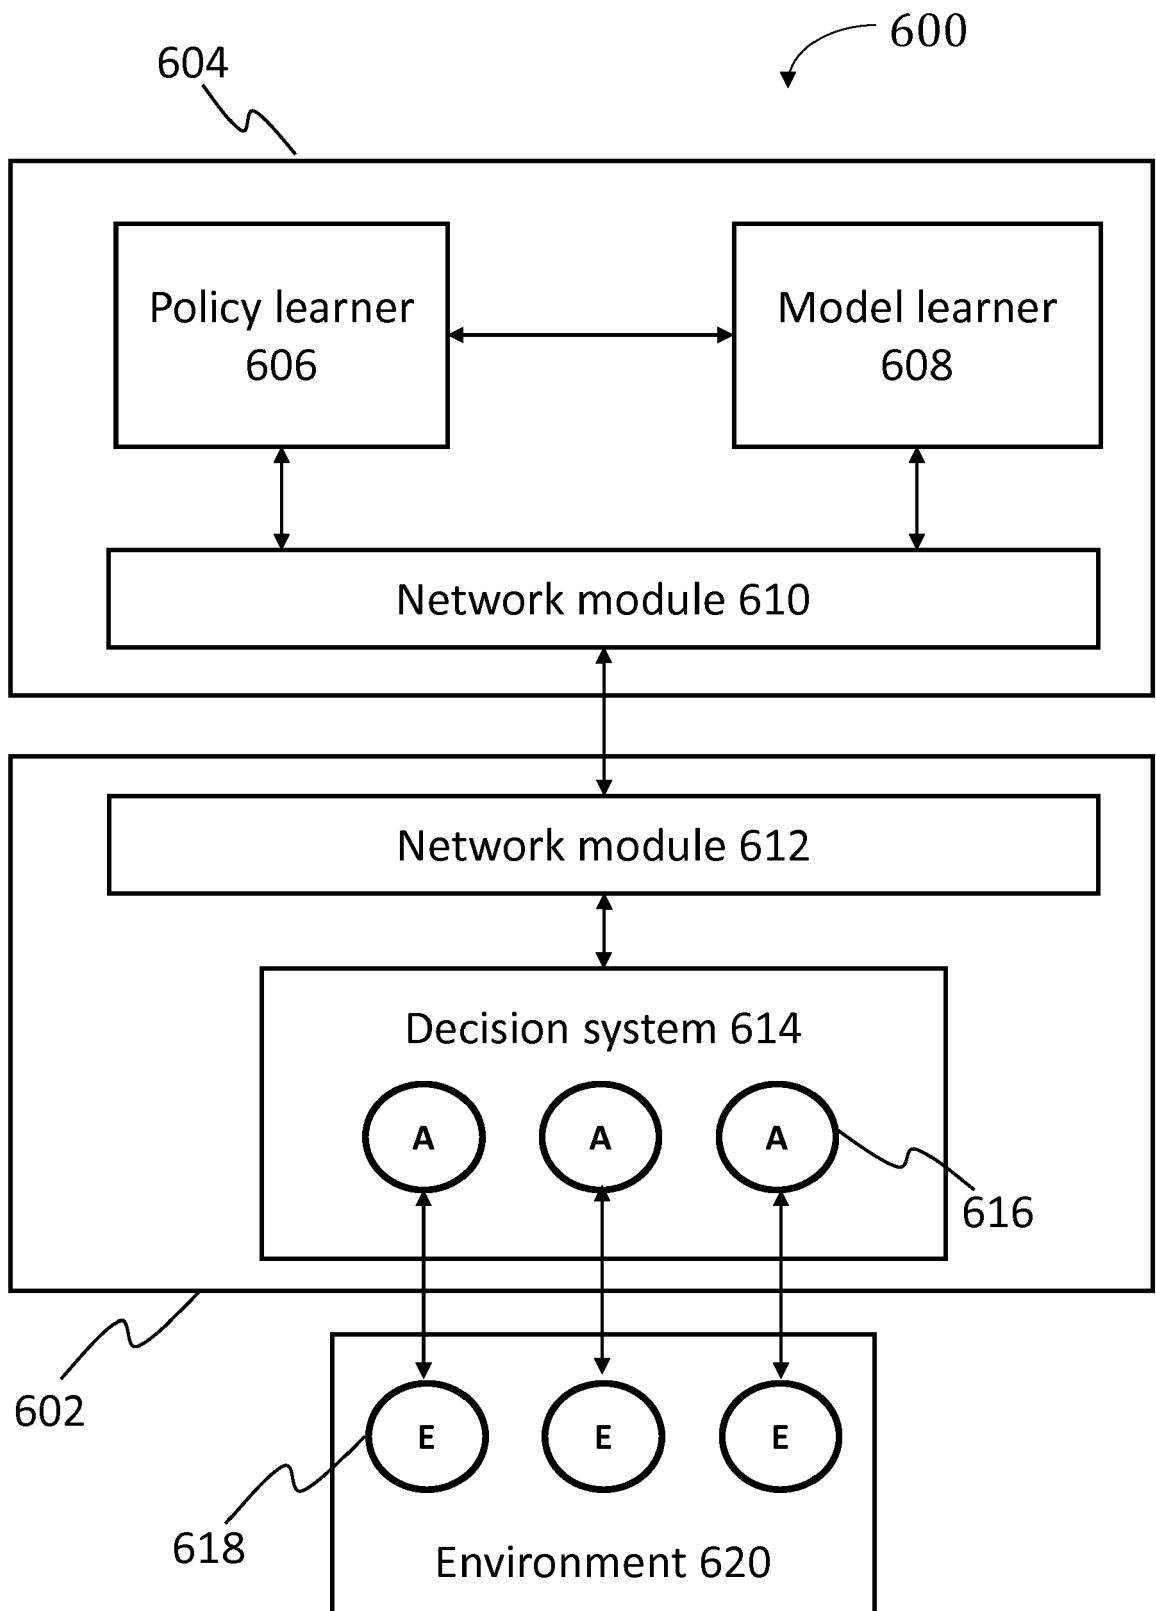 600
604
Policy learner
606
Model learner
608
Network module 610
Network module 612
Decision system 614
A A A
616
602
E E E
618
Environment 620